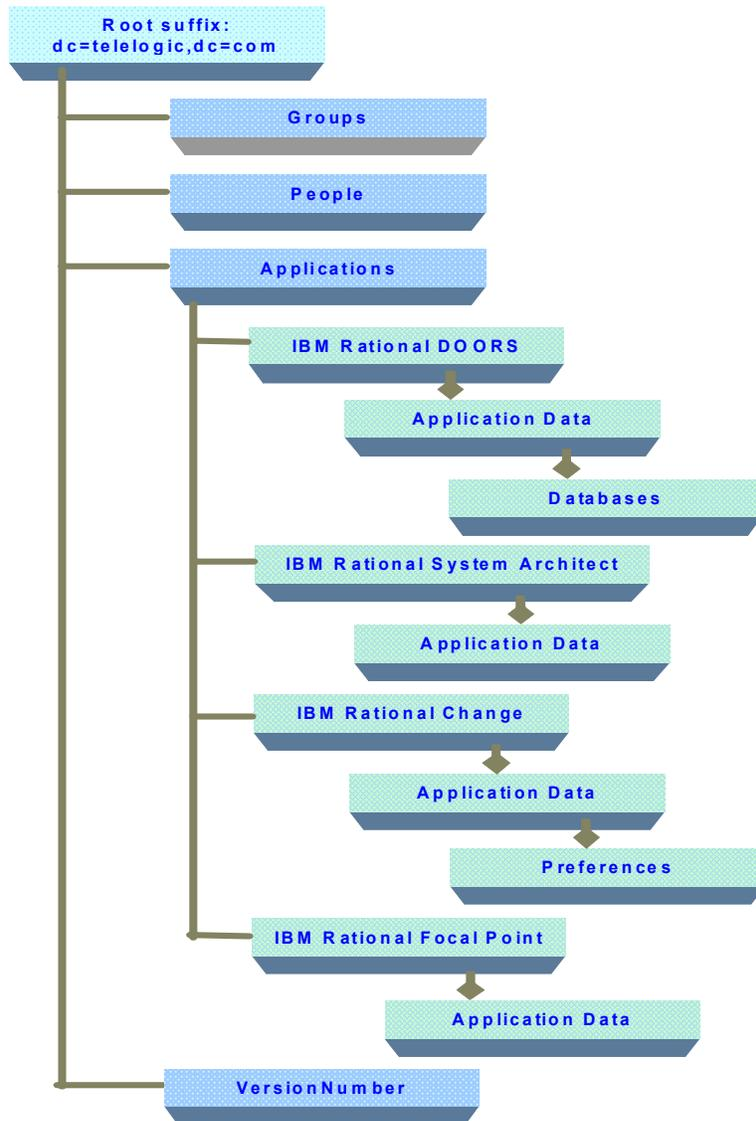 Root suffix:
dc=telelogic,dc=com
Groups
People
Applications
IBM Rational DOORS
Application Data
Databases
IBM Rational System Architect
Application Data
IBM Rational Change
Application Data
Preferences
IBM Rational Focal Point
Application Data
VersionNumber